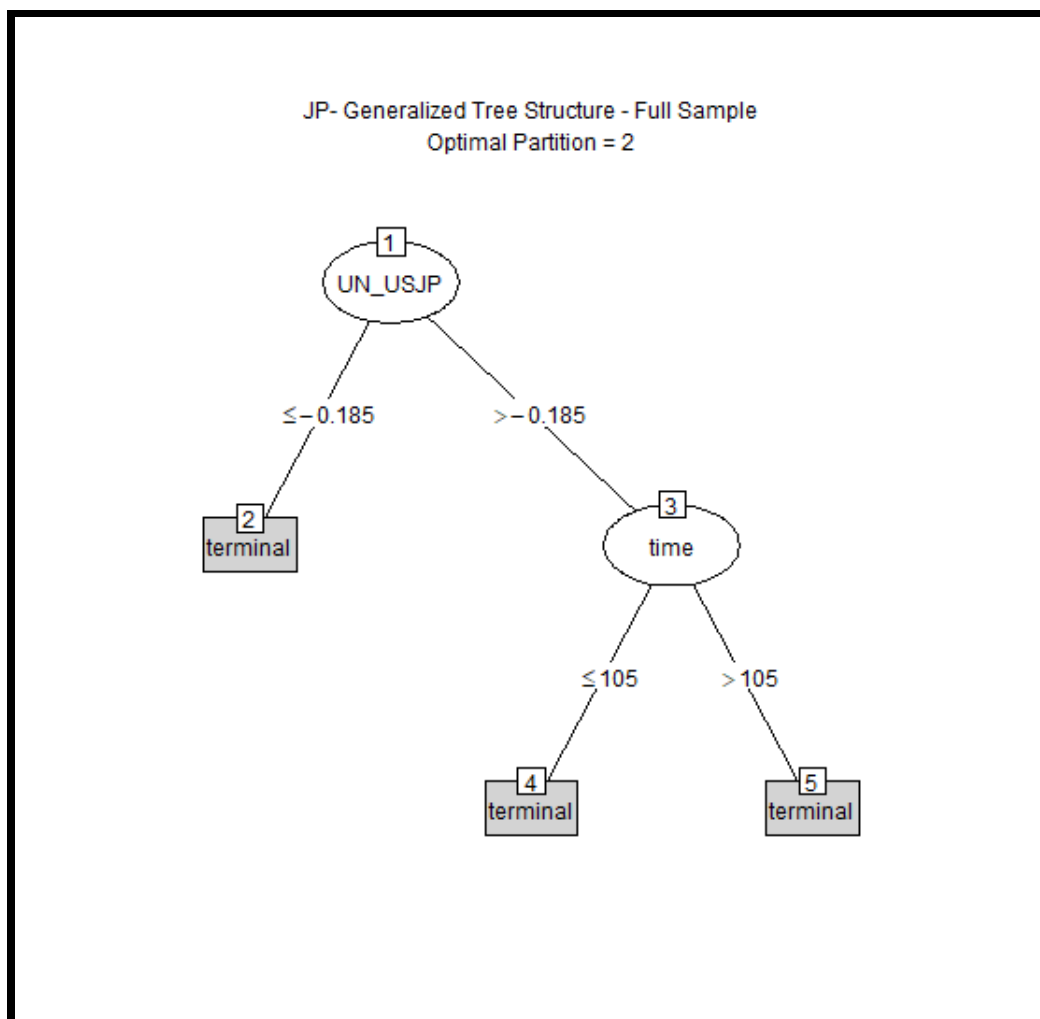 JP- Generalized Tree Structure - Full Sample
Optimal Partition = 2
1
UN_USJP
≤−0.185
>−0.185
2
terminal
3
time
≤105
>105
4
terminal
5
terminal